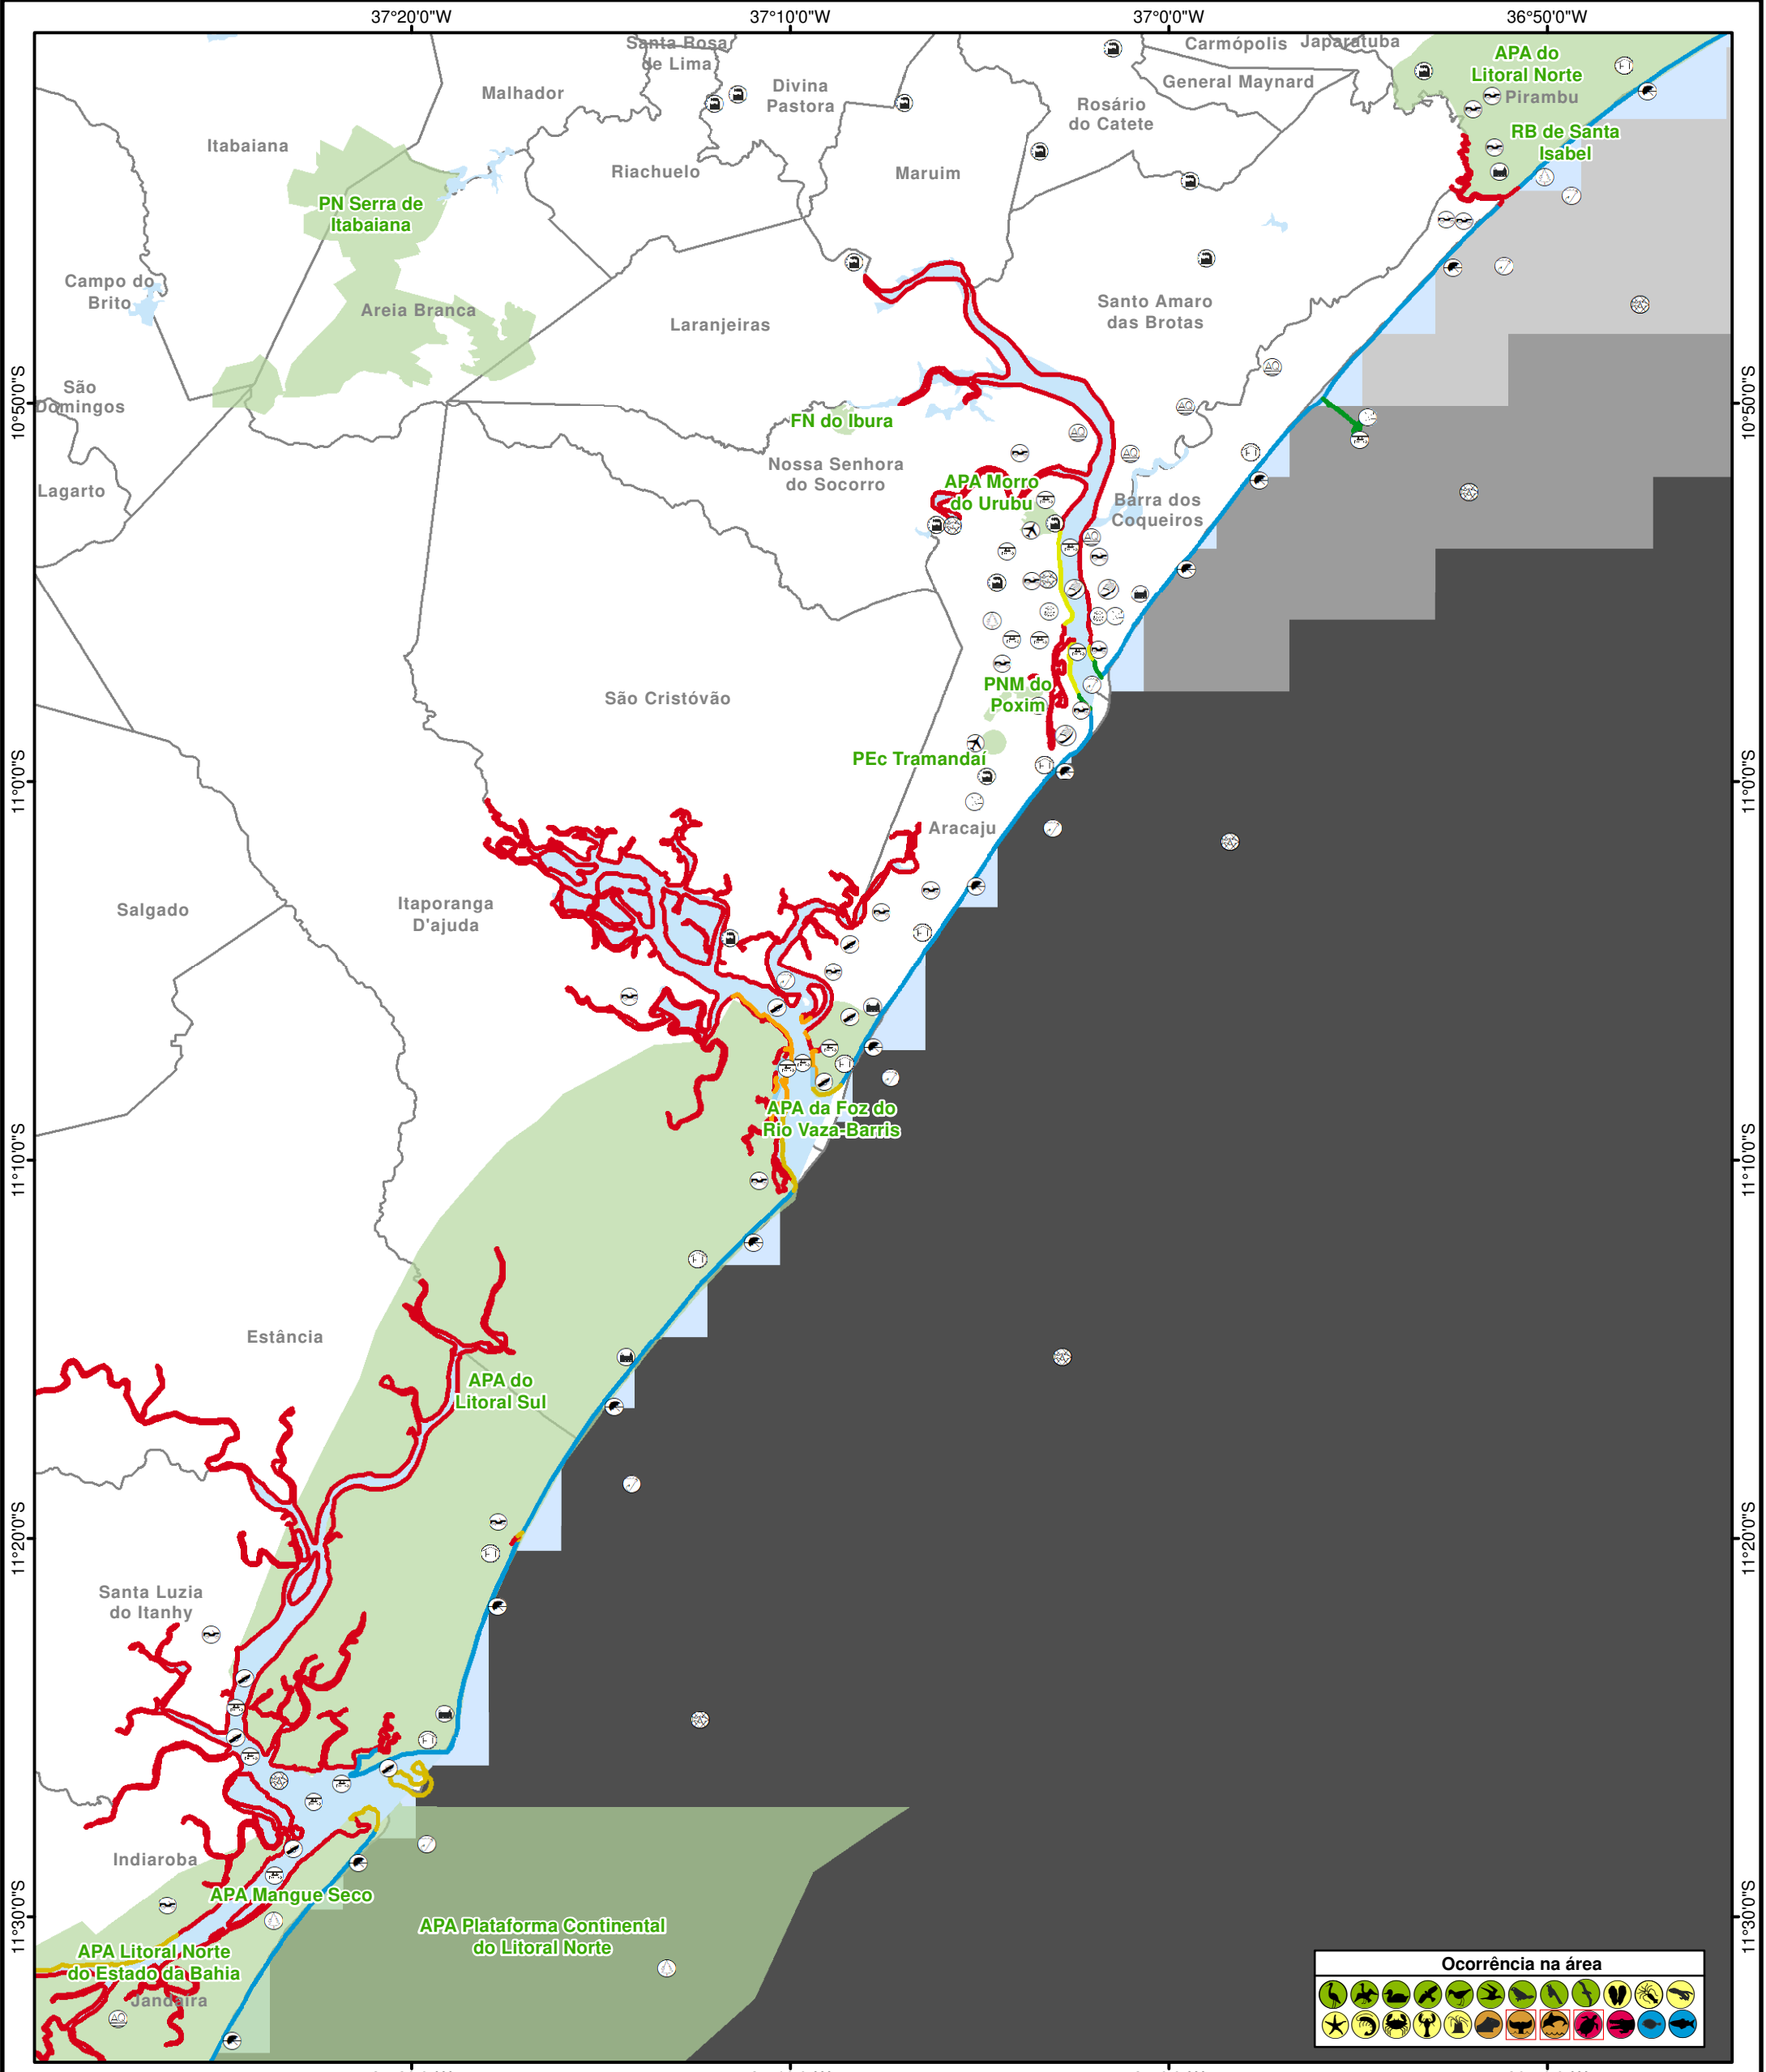 37°20'0"W
37°10'0"W
37°0'0"W
36°50'0"W
Santa Rosa
de Lima
Carmópolis
Japaratuba
APA do
Litoral Norte
Pirambu
General Maynard
Malhador
Divina
Pastora
Rosário
do Catete
RB de Santa
Isabel
Itabaiana
Riachuelo
Maruim
PN Serra de
Itabaiana
Campo do
Brito
Areia Branca
Laranjeiras
Santo Amaro
das Brotas
São
Domingos
10°50'0"S
10°50'0"S
FN do Ibura
Nossa Senhora
do Socorro
Lagarto
APA Morro
do Urubu
Barra dos
Coqueiros
São Cristóvão
PNM do
Poxim
PEc Tramandaí
11°0'0"S
11°0'0"S
Aracaju
Salgado
Itaporanga
D'ajuda
APA da Foz do
Rio Vaza-Barris
11°10'0"S
11°10'0"S
Estância
APA do
Litoral Sul
11°20'0"S
11°20'0"S
Santa Luzia
do Itanhy
Indiaroba
APA Mangue Seco
11°30'0"S
11°30'0"S
APA Plataforma Continental
do Litoral Norte
APA Litoral Norte
do Estado da Bahia
Jandaíra
Ocorrência na área